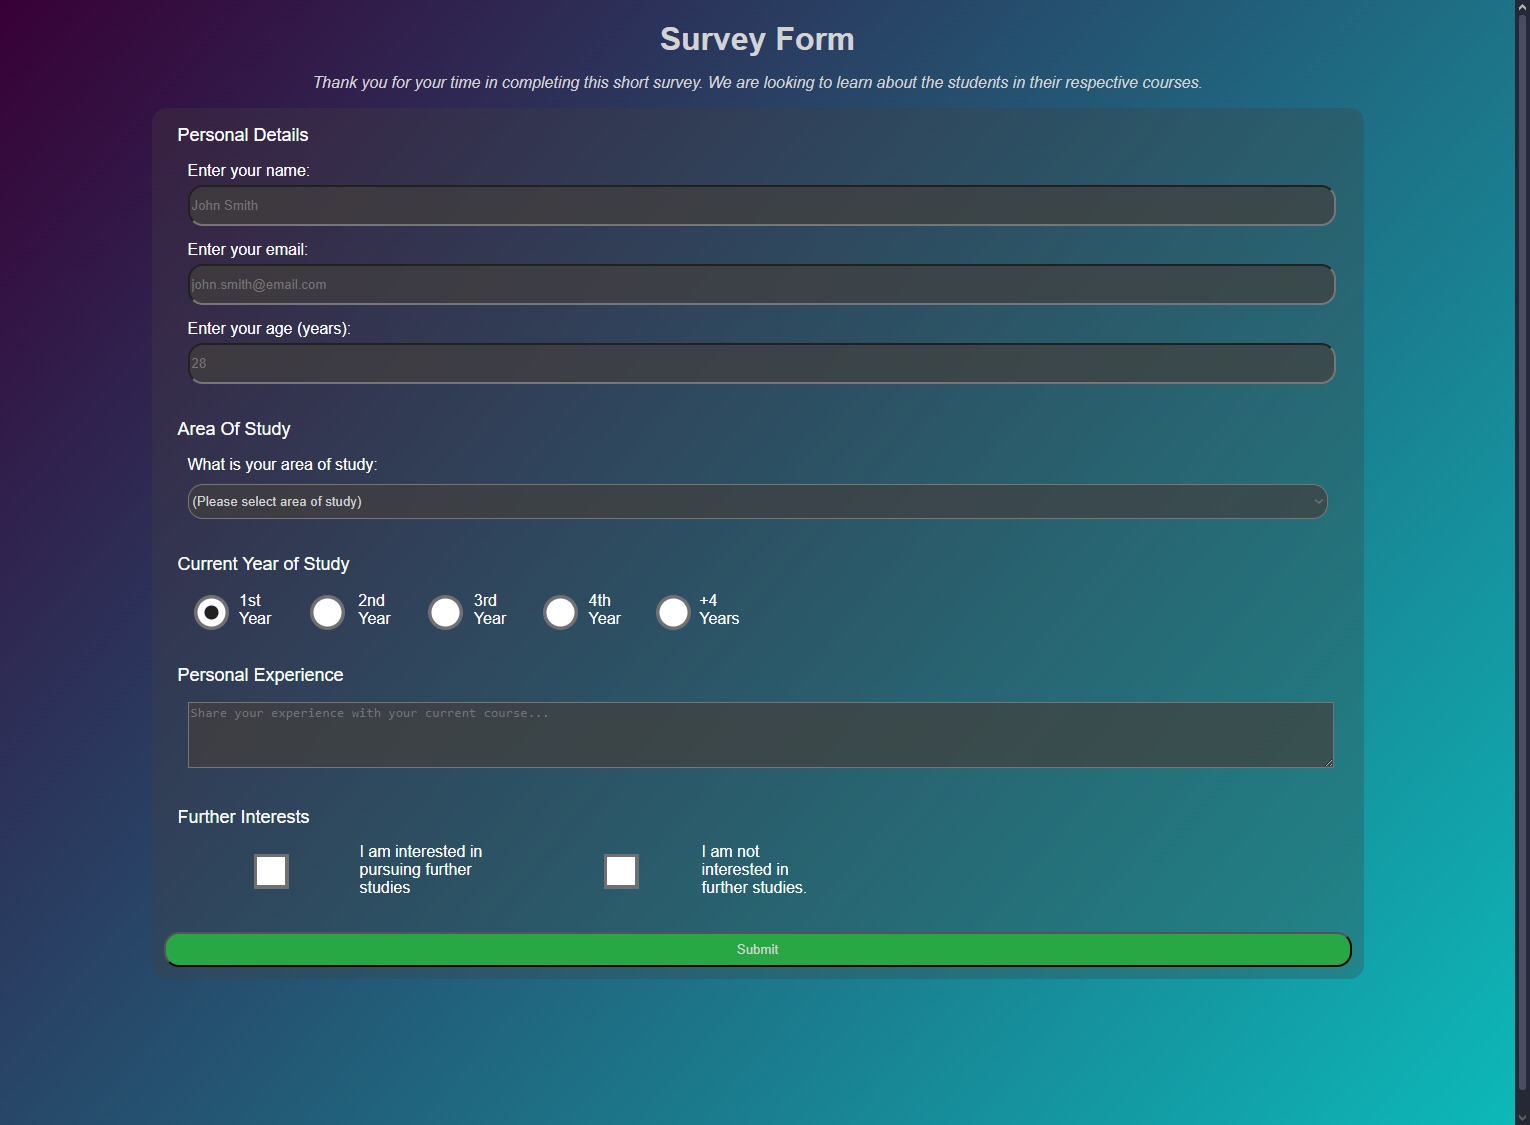 Survey Form
Thank you for your time in completing this short survey. We are looking to learn about the students in their respective courses.
Personal Details
Enter your name:
John Smith
Enter your email:
john.smith@email.com
Enter your age (years):
28
Area Of Study
What is your area of study:
(Please select area of study)
Current Year of Study
1st
Year
2nd
Year
3rd
Year
4th
Year
+4
Years
Personal Experience
Share your experience with your current course...
Further Interests
I am interested in
pursuing further
studies
I am not
interested in
further studies.
Submit